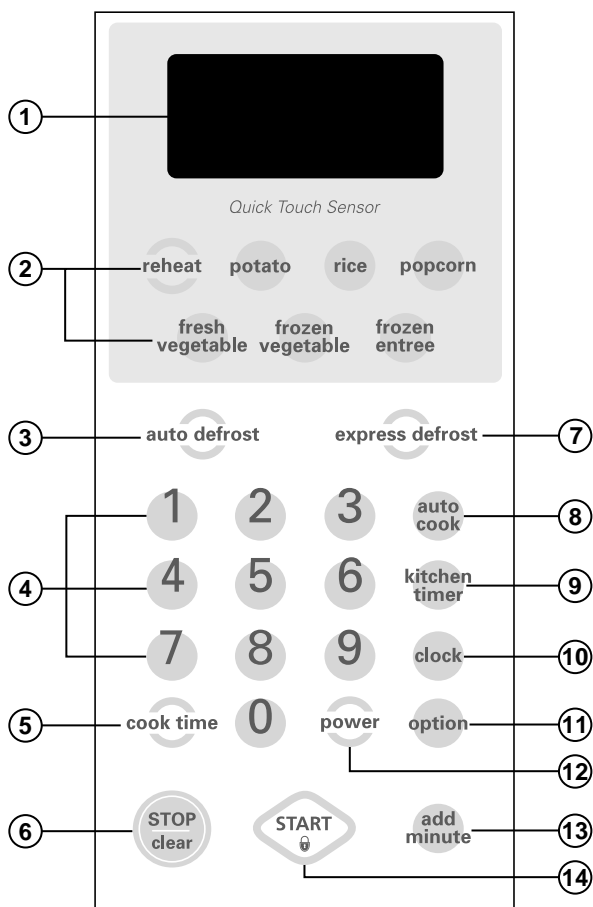 1
Quick Touch Sensor
2
reheat potato rice popcorn
fresh vegetable frozen vegetable frozen entree
3 auto defrost express defrost 7
1 2 3 auto cook 8
4 4 5 6 kitchen timer 9
7 8 9 clock 10
5 cook time 0 power option 11
12
6 STOP clear START add minute 13
14